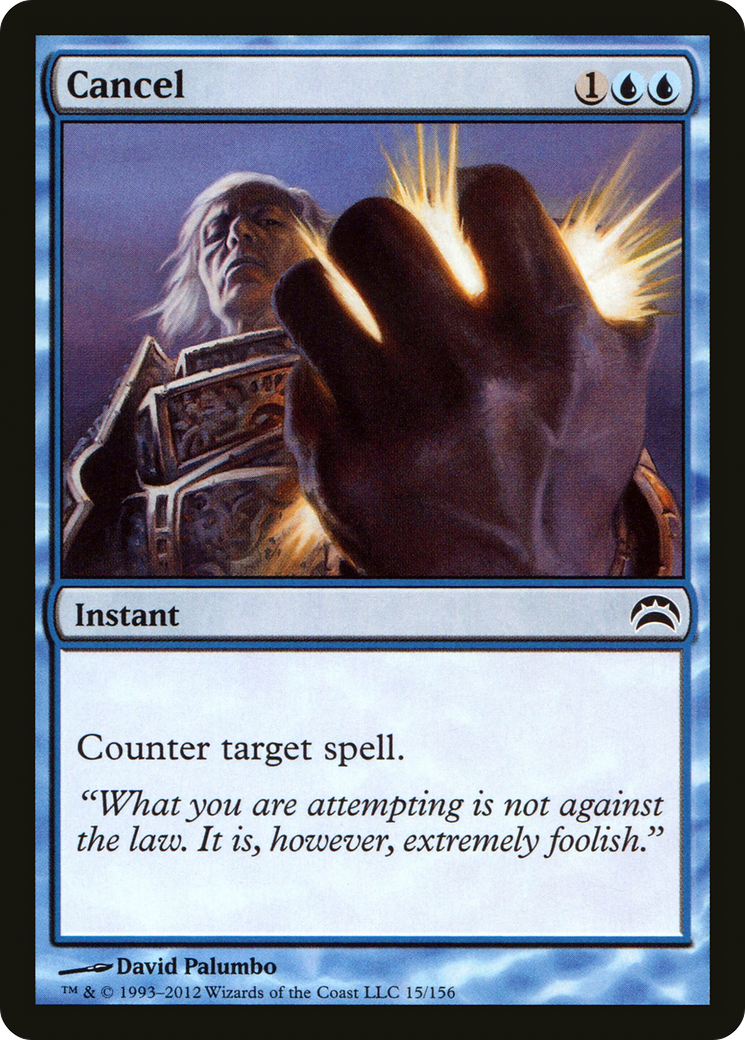 Cancel 1
Instant
Counter target spell.
“What you are attempting is not against
the law. It is, however, extremely foolish.”
David Palumbo
™ & © 1993–2012 Wizards of the Coast LLC 15/156